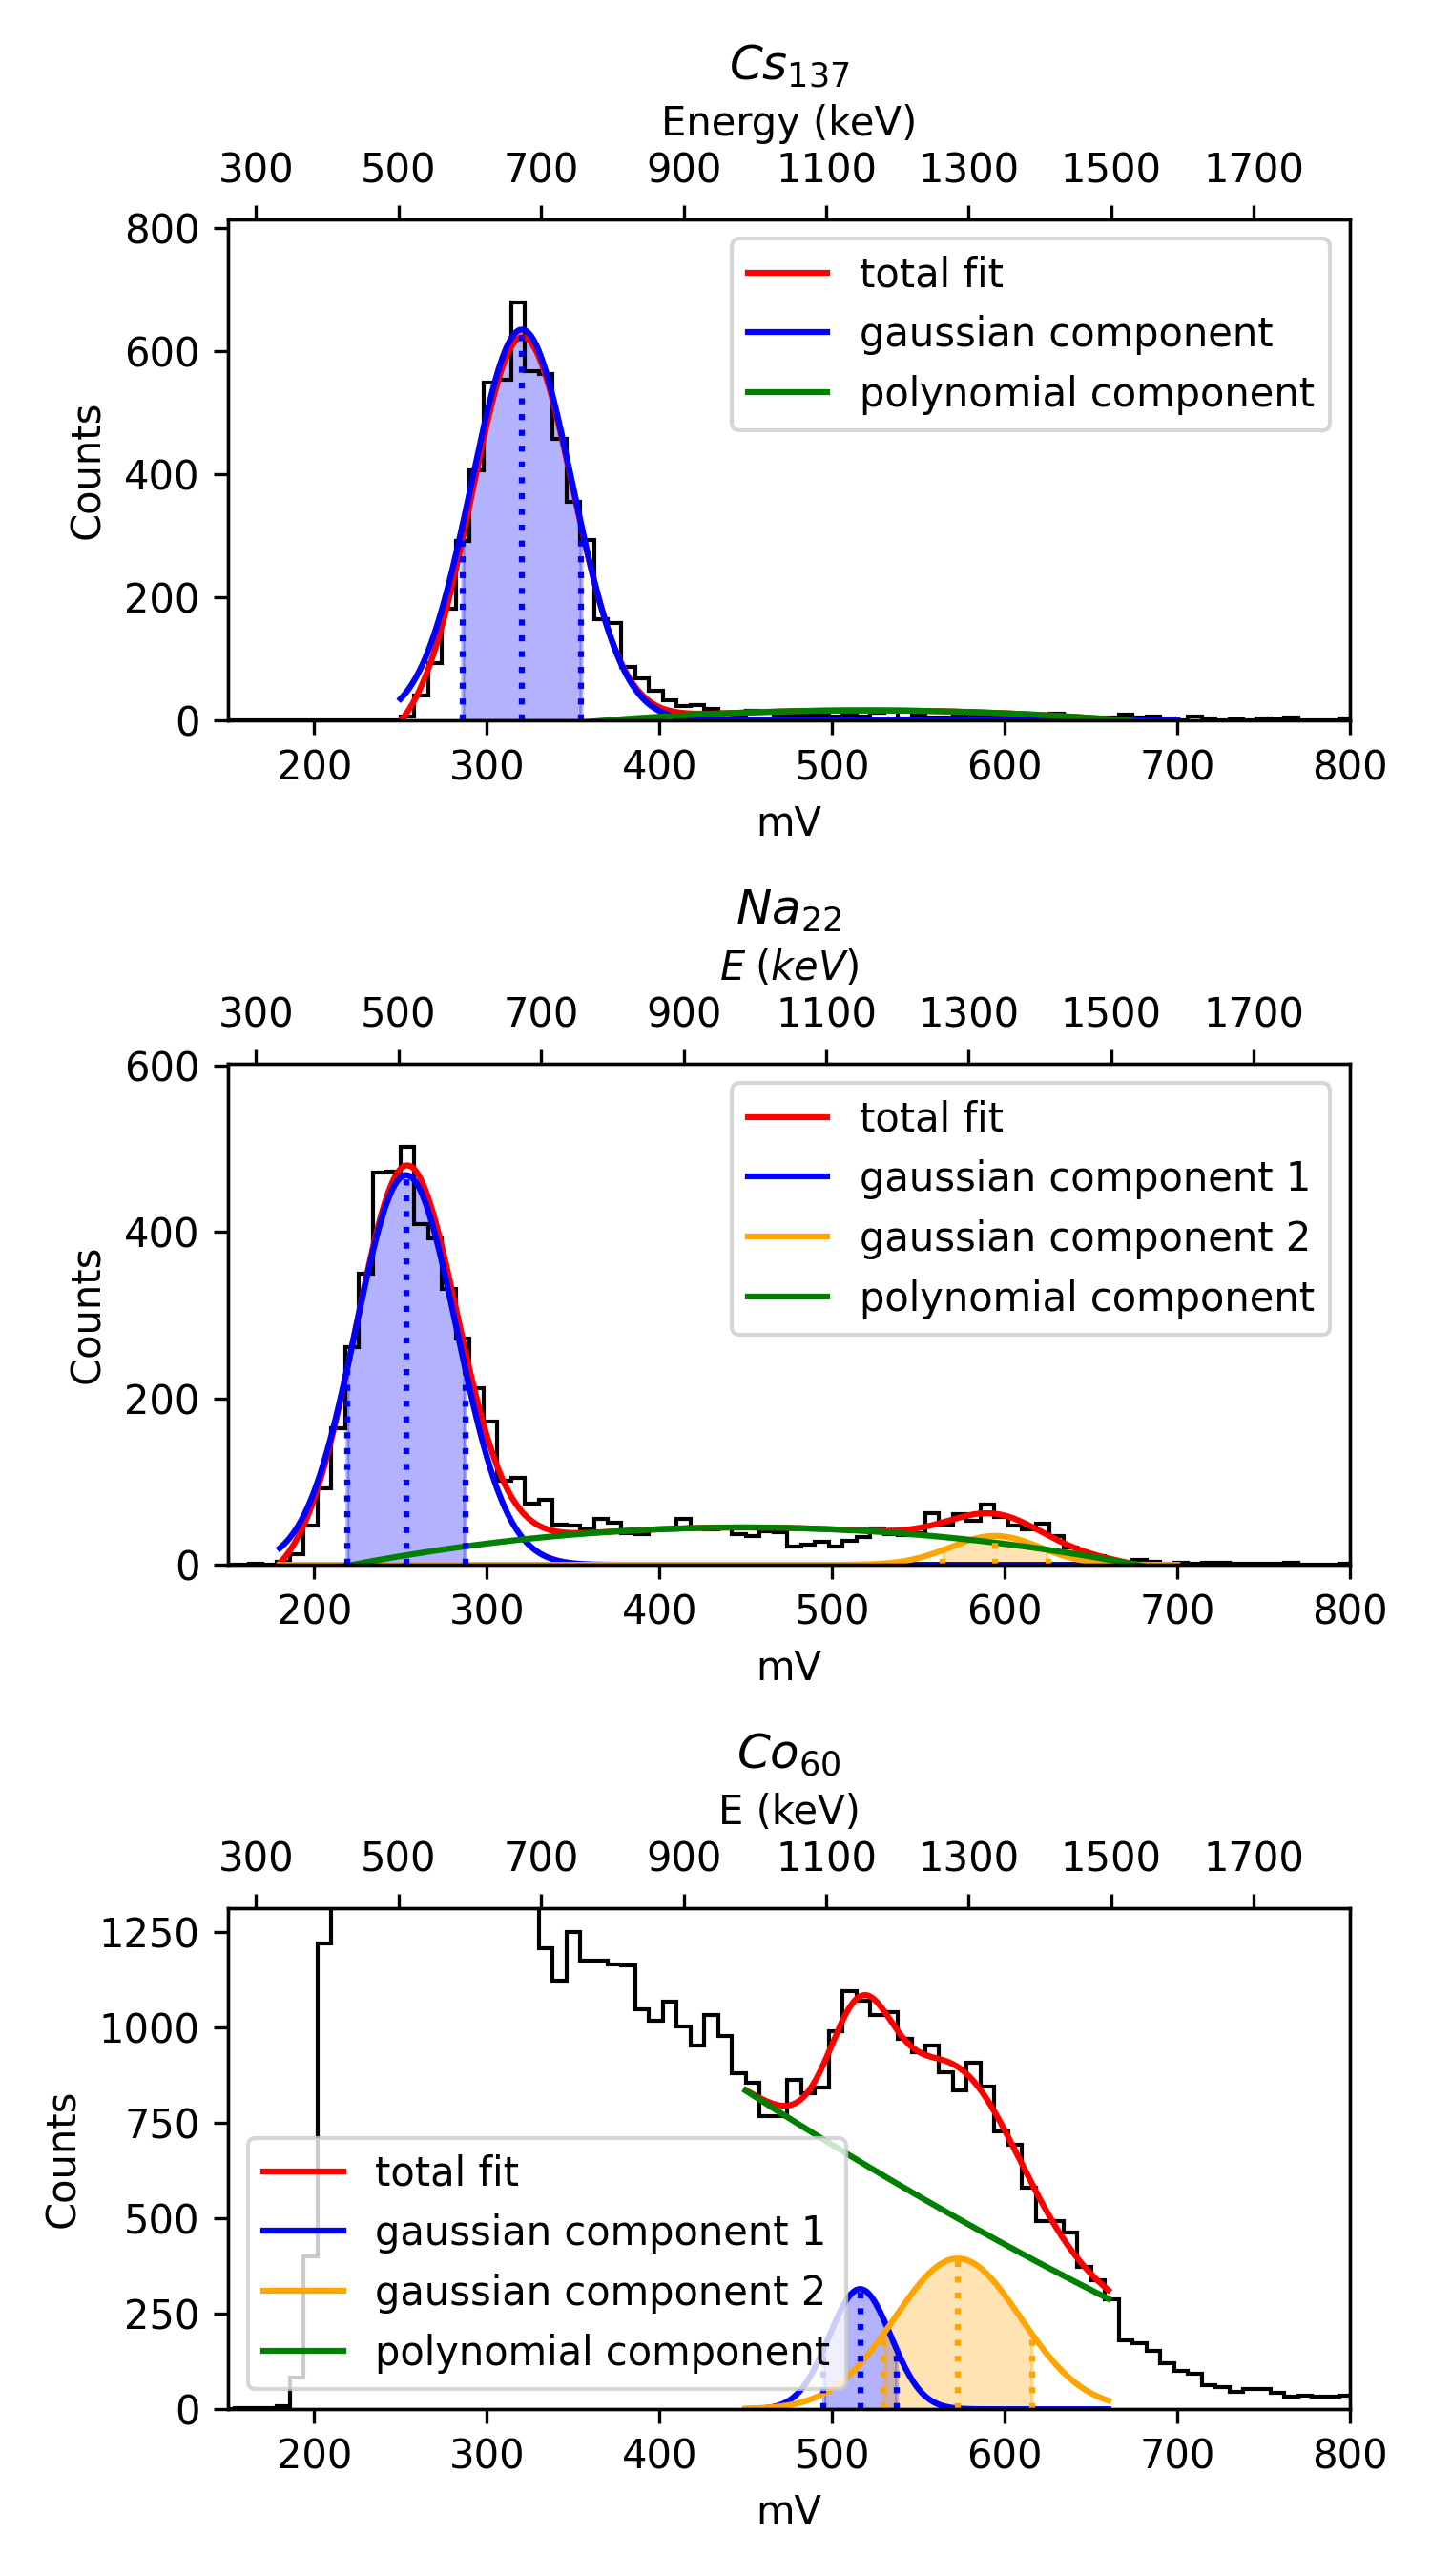 Cs137
Energy (keV)
300 500 700 900 1100 1300 1500 1700
800
600
400
200
0
Counts
total fit
gaussian component
polynomial component
200 300 400 500 600 700 800
mV
Na22
E (keV)
300 500 700 900 1100 1300 1500 1700
600
400
200
0
Counts
total fit
gaussian component 1
gaussian component 2
polynomial component
200 300 400 500 600 700 800
mV
Co60
E (keV)
300 500 700 900 1100 1300 1500 1700
1250
1000
750
500
250
0
Counts
total fit
gaussian component 1
gaussian component 2
polynomial component
200 300 400 500 600 700 800
mV